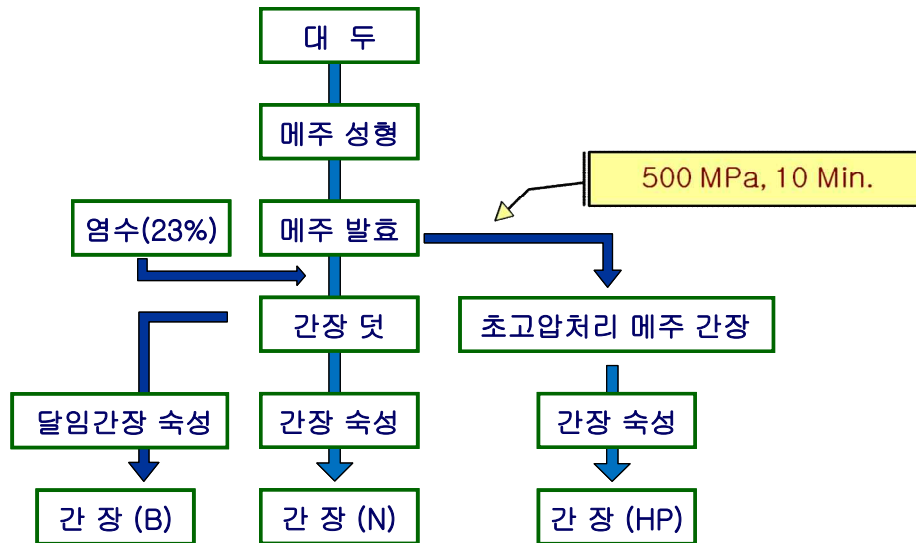 대 두
메주 성형
500 MPa, 10 Min.
염수(23%)
메주 발효
간장 덧
초고압처리 메주 간장
달임간장 숙성
간장 숙성
간장 숙성
간 장 (B)
간 장 (N)
간 장 (HP)